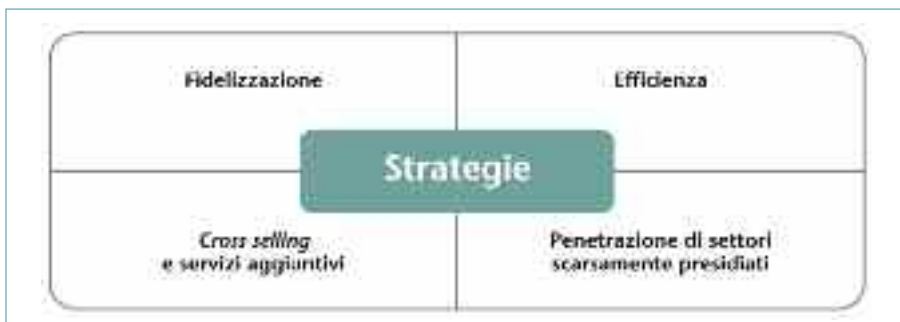 Fidelizzazione
Efficienza
Strategie
Cross selling
e servizi aggiuntivi
Penetrazione di settori
scarsamente presidiati